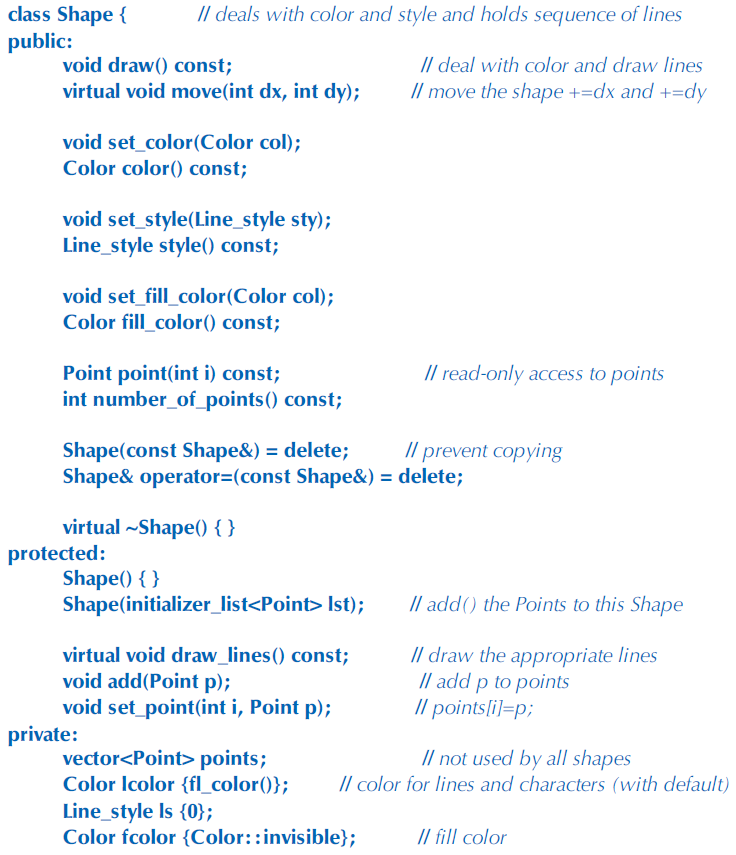 class Shape { // deals with color and style and holds sequence of lines
public:
void draw() const; // deal with color and draw lines
virtual void move(int dx, int dy); // move the shape +=dx and +=dy
void set_color(Color col);
Color color() const;
void set_style(Line_style sty);
Line_style style() const;
void set_fill_color(Color col);
Color fill_color() const;
Point point(int i) const; // read-only access to points
int number_of_points() const;
Shape(const Shape&) = delete; // prevent copying
Shape& operator=(const Shape&) = delete;
virtual ~Shape() { }
protected:
Shape() { }
Shape(initializer_list<Point> lst); // add() the Points to this Shape
virtual void draw_lines() const; // draw the appropriate lines
void add(Point p); // add p to points
void set_point(int i, Point p); // points[i]=p;
private:
vector<Point> points; // not used by all shapes
Color lcolor {fl_color()}; // color for lines and characters (with default)
Line_style ls {0};
Color fcolor {Color::invisible}; // fill color